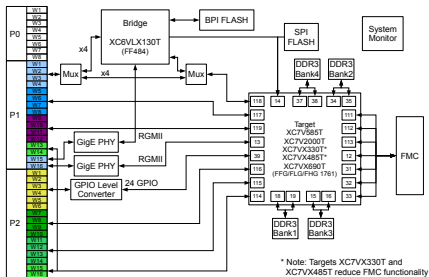 P0
W1
W2
W3
W4
W5
W6
W7
W8
P1
W1
W2
W3
W4
W5
W6
W7
W8
W13
W14
W15
W16
P2
W1
W2
W3
W4
W5
W6
W7
W8
W9
W10
W11
W12
W13
W14
W15
W16
x4
x4
Mux
Mux
Bridge
XC6VLX130T
(FF484)
BPI FLASH
SPI
FLASH
System
Monitor
DDR3
Bank4
DDR3
Bank2
GigE PHY
RGMII
GigE PHY
RGMII
GPIO Level
Converter
24 GPIO
118
14
37
38
34
35
117
119
13
39
116
115
114
111
112
113
31
32
33
18
19
15
16
Target
XC7V585T
XC7V2000T
XC7VX330T*
XC7VX485T*
XC7VX690T
(FFG/FLG/FHG 1761)
12
FMC
DDR3
Bank1
DDR3
Bank3
* Note: Targets XC7VX330T and
XC7VX485T reduce FMC functionality